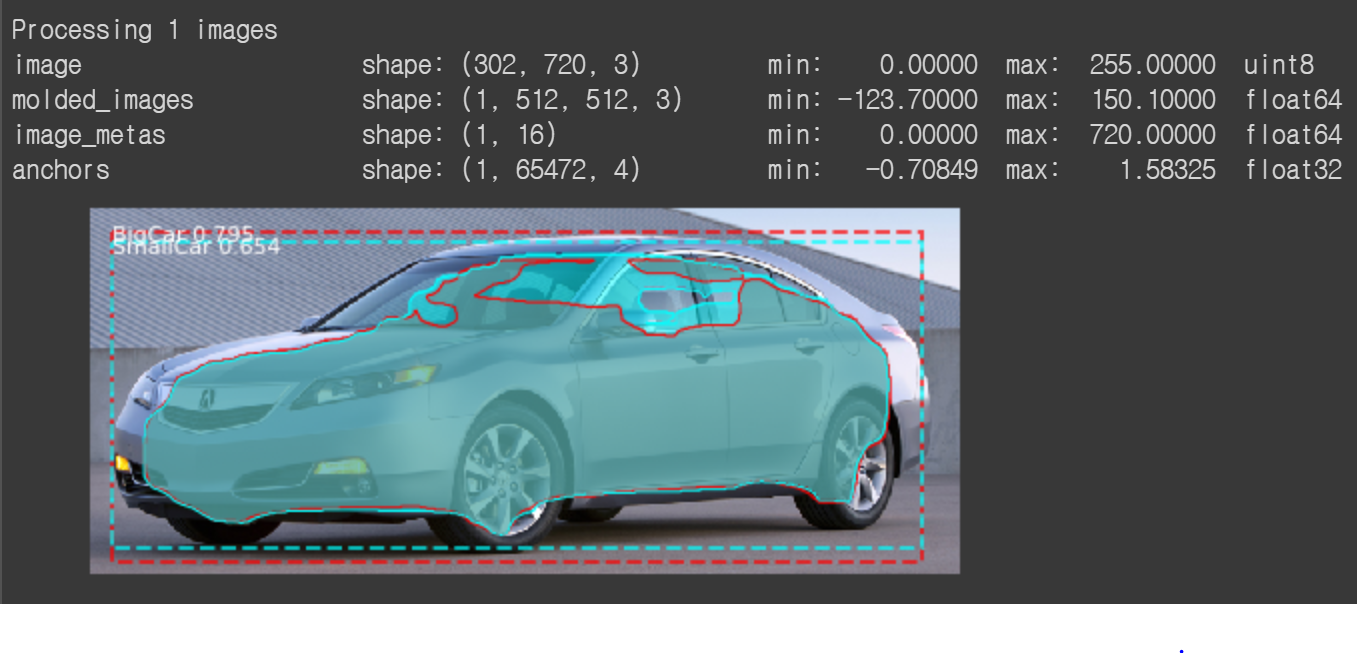 Processing 1 images
image shape: (302, 720, 3) min: 0.00000 max: 255.00000 uint8
molded_images shape: (1, 512, 512, 3) min: -123.70000 max: 150.10000 float64
image_metas shape: (1, 16) min: 0.00000 max: 720.00000 float64
anchors shape: (1, 65472, 4) min: -0.70849 max: 1.58325 float32
BigCar 0.795
SmallCar 0.654